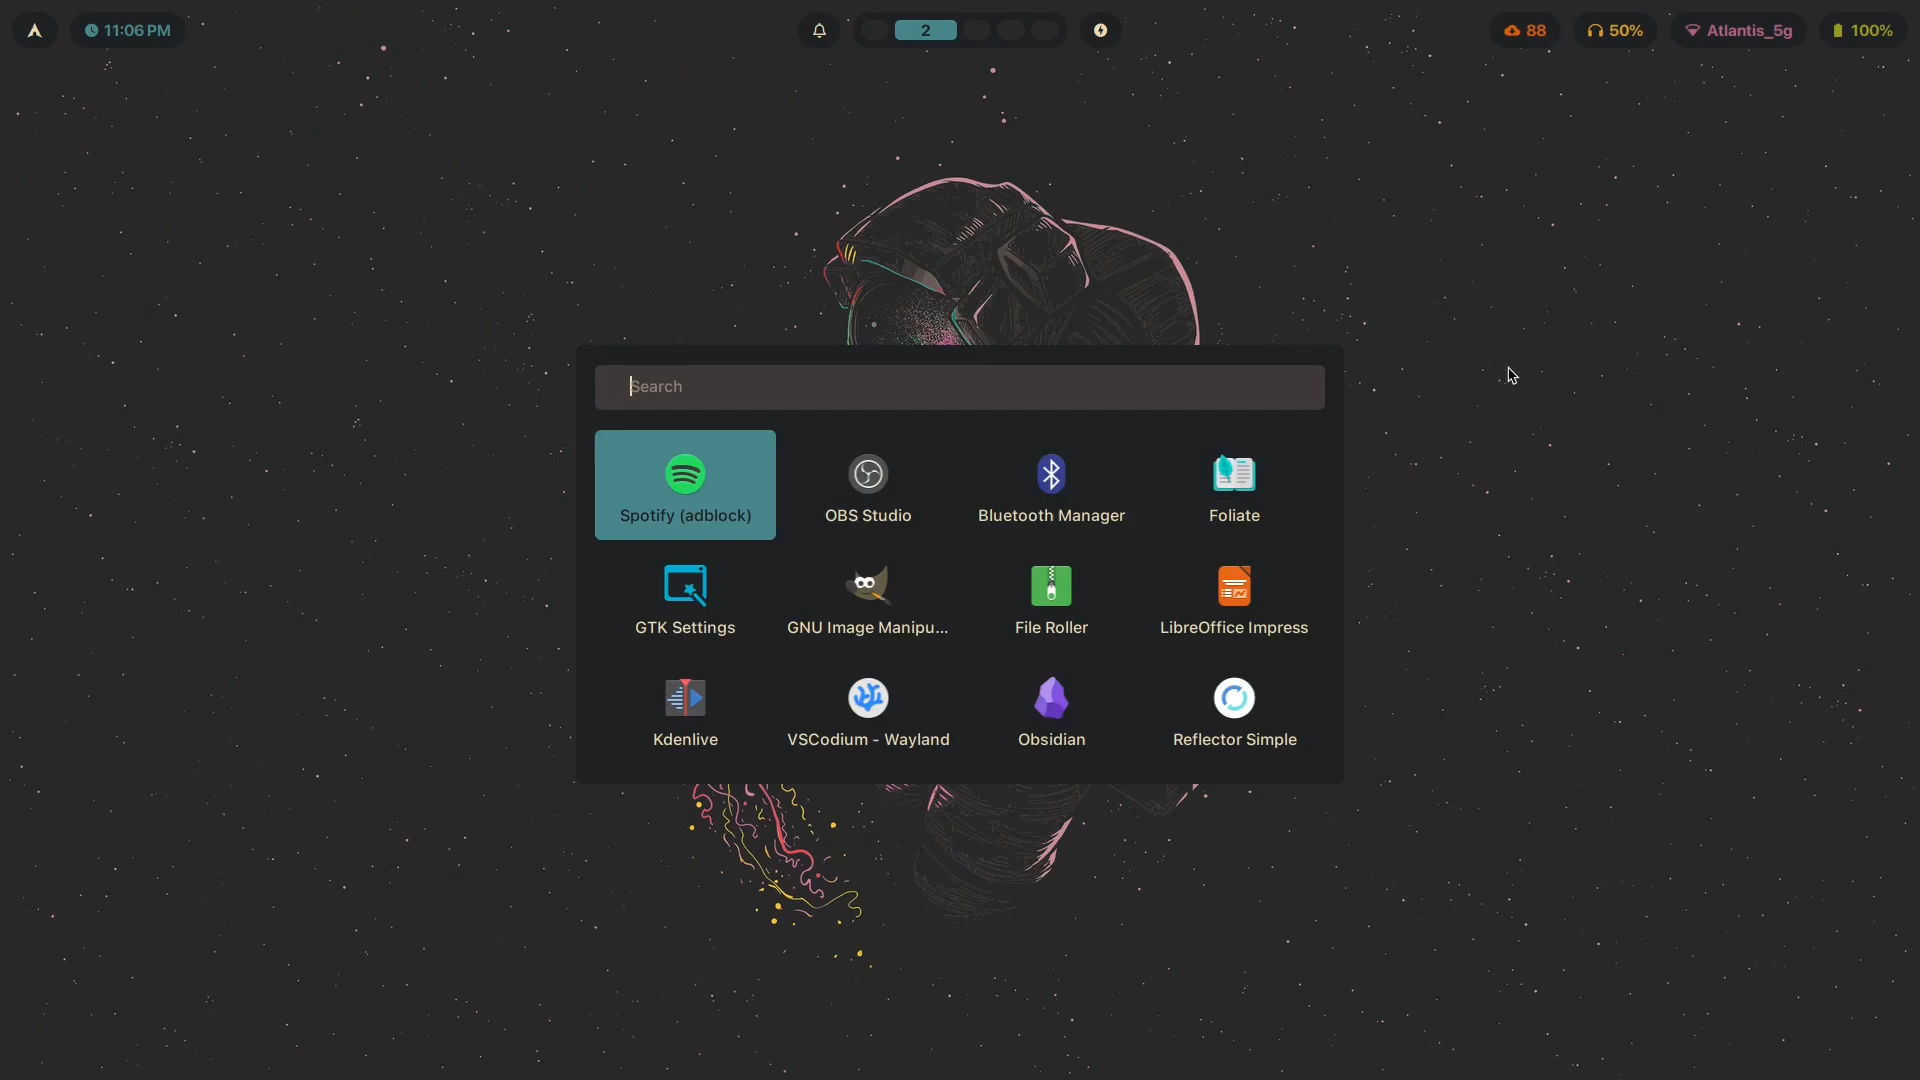 11:06 PM
2
88
50%
Atlantis_5g
100%
Search
Spotify (adblock)
OBS Studio
Bluetooth Manager
Foliate
GTK Settings
GNU Image Manipu...
File Roller
LibreOffice Impress
Kdenlive
VSCodium - Wayland
Obsidian
Reflector Simple